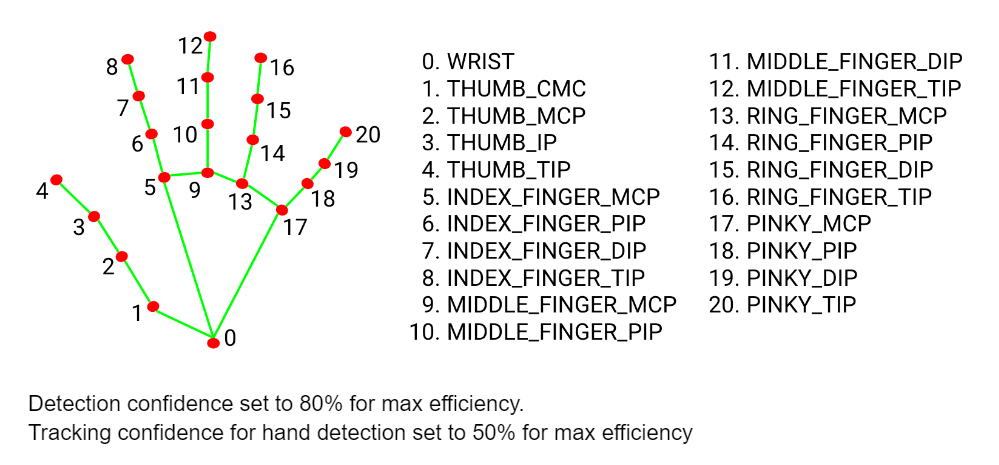 12
8
16
11
7
15
10
20
6
14
19
5
9
18
4
13
3
17
2
1
0
0. WRIST
1. THUMB_CMC
2. THUMB_MCP
3. THUMB_IP
4. THUMB_TIP
5. INDEX_FINGER_MCP
6. INDEX_FINGER_PIP
7. INDEX_FINGER_DIP
8. INDEX_FINGER_TIP
9. MIDDLE_FINGER_MCP
10. MIDDLE_FINGER_PIP
11. MIDDLE_FINGER_DIP
12. MIDDLE_FINGER_TIP
13. RING_FINGER_MCP
14. RING_FINGER_PIP
15. RING_FINGER_DIP
16. RING_FINGER_TIP
17. PINKY_MCP
18. PINKY_PIP
19. PINKY_DIP
20. PINKY_TIP
Detection confidence set to 80% for max efficiency.
Tracking confidence for hand detection set to 50% for max efficiency